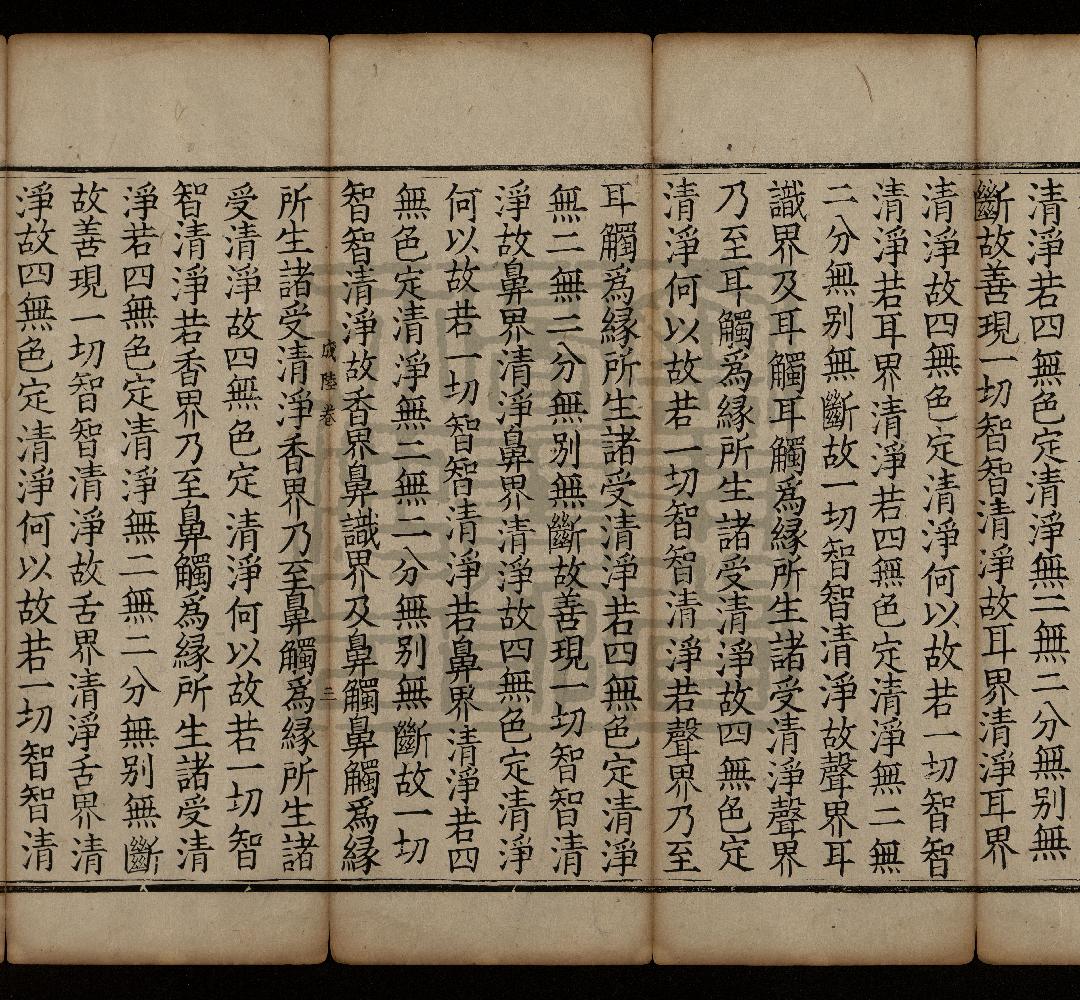 清淨若四無色定清淨無二無二分無别無
斷故善現一切智智清淨故耳界清淨耳界
清淨故四無色定清淨何以故若一切智智
清淨若耳界清淨若四無色定清淨無二無
二分無别無斷故一切智智清淨故聲界耳
識界及耳觸耳觸爲縁所生諸受清淨聲界
乃至耳觸爲縁所生諸受清淨故四無色定
清淨何以故若一切智智清淨若聲界乃至
耳觸爲縁所生諸受清淨若四無色定清淨
無二無二分無别無斷故善現一切智智清
淨故鼻界清淨鼻界清淨故四無色定清淨
何以故若一切智智清淨若鼻界清淨若四
無色定清淨無二無二分無别無斷故一切
智智清淨故香界鼻識界及鼻觸鼻觸爲縁
陸卷 三
所生諸受清淨香界乃至鼻觸爲縁所生諸
受清淨故四無色定清淨何以故若一切智
智清淨若香界乃至鼻觸爲縁所生諸受清
淨若四無色定清淨無二無二分無别無斷
故善現一切智智清淨故舌界清淨舌界清
淨故四無色定清淨何以故若一切智智清